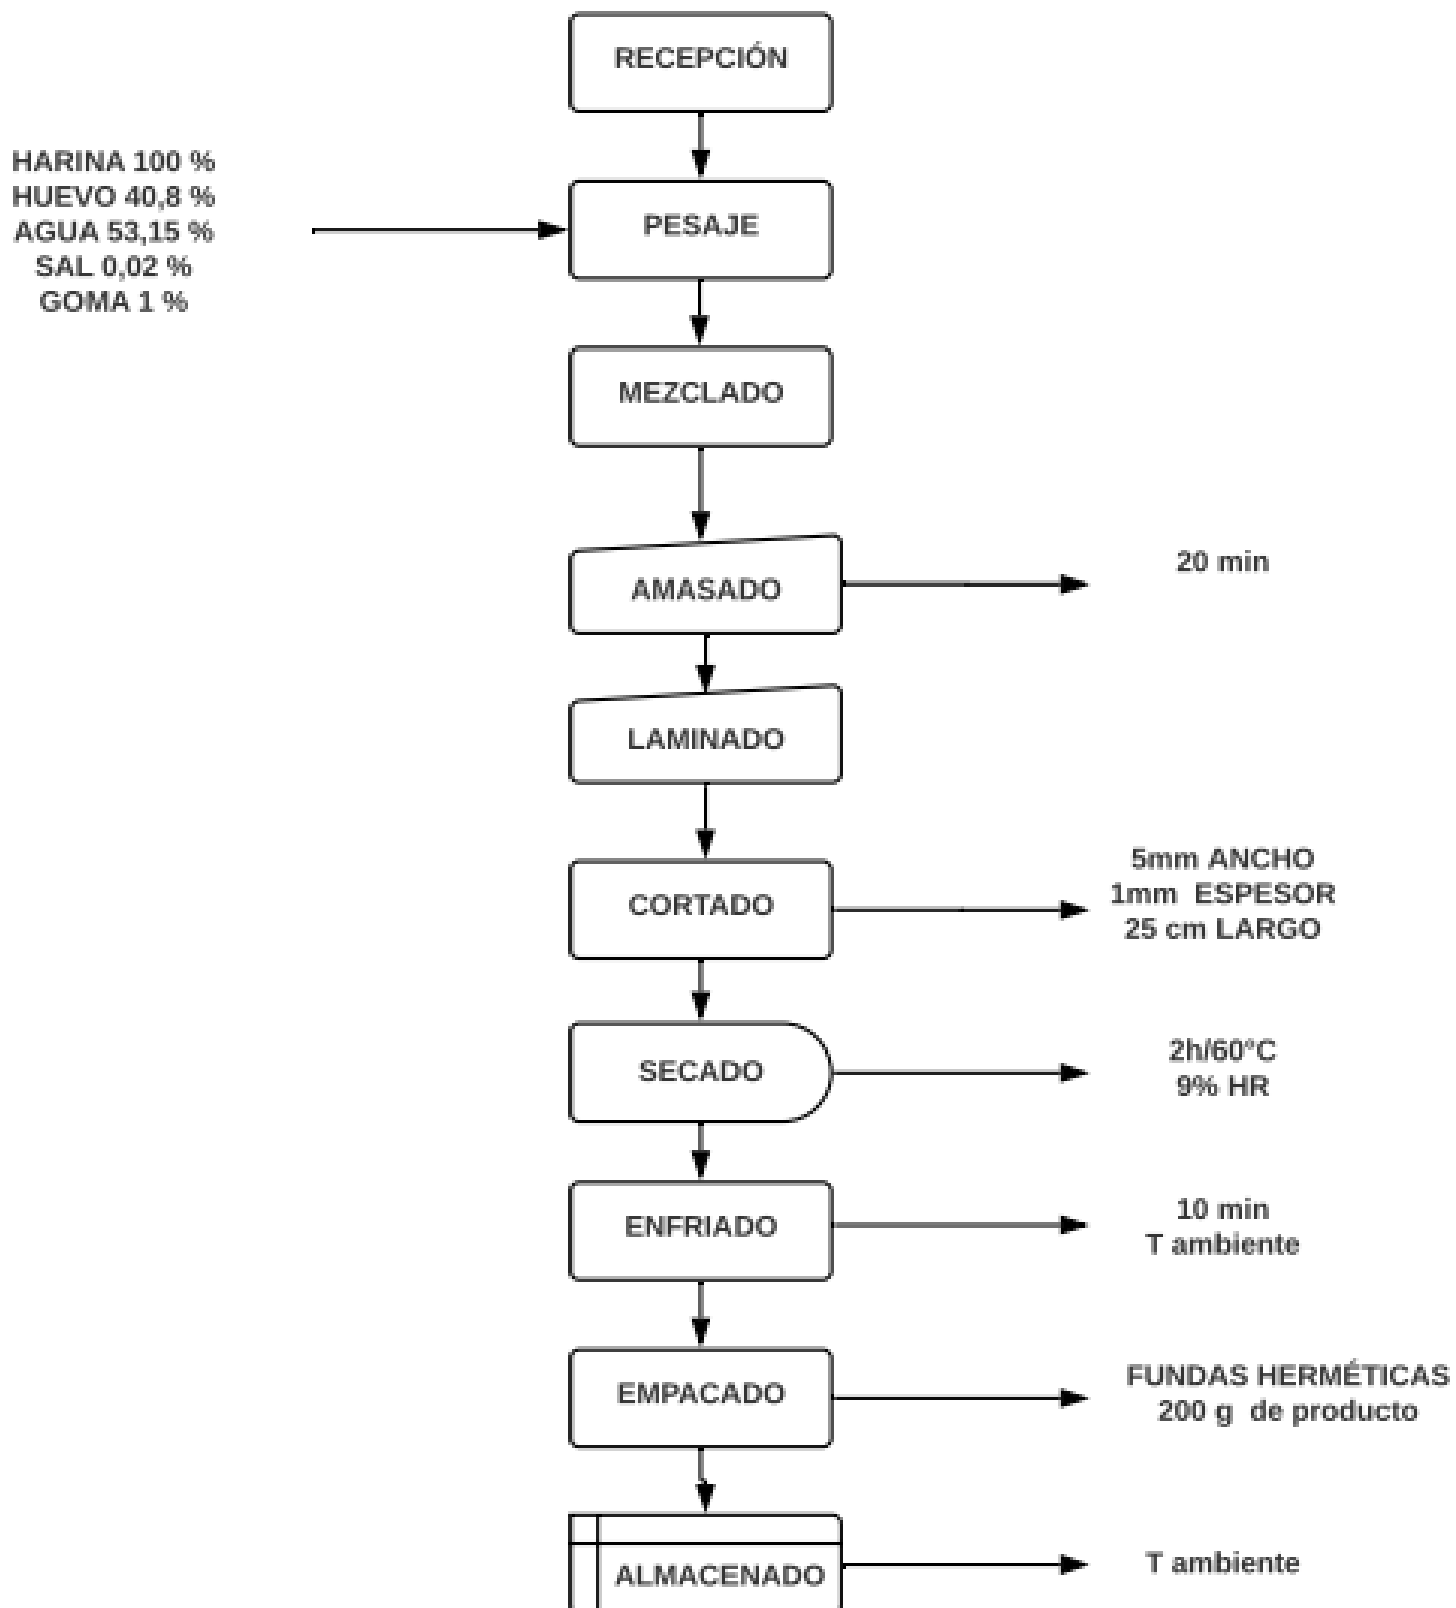 RECEPCIÓN
HARINA 100 %
HUEVO 40,8 %
AGUA 53,15 %
SAL 0,02 %
GOMA 1 %
PESAJE
MEZCLADO
AMASADO
20 min
LAMINADO
CORTADO
5mm ANCHO
1mm ESPESOR
25 cm LARGO
SECADO
2h/60°C
9% HR
ENFRIADO
10 min
T ambiente
EMPACADO
FUNDAS HERMÉTICAS
200 g de producto
ALMACENADO
T ambiente